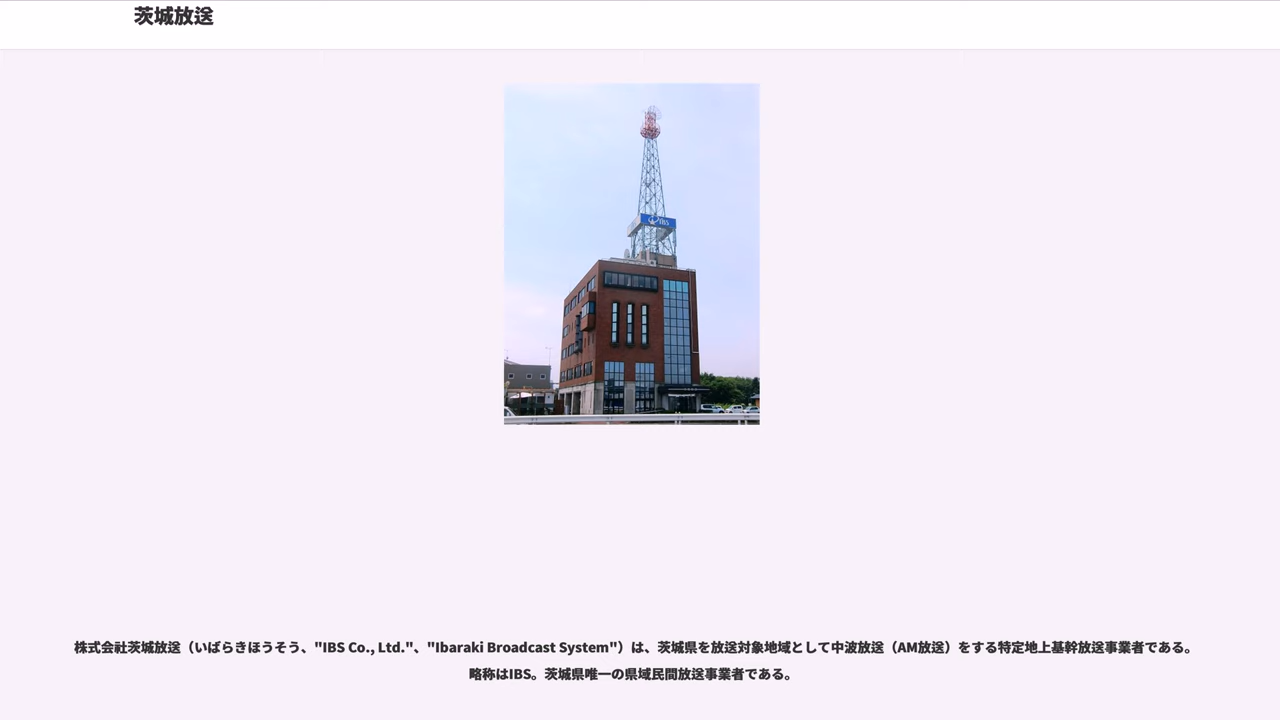 茨城放送
IBS
株式会社茨城放送（いばらきほうそう、"IBS Co., Ltd."、"Ibaraki Broadcast System"）は、茨城県を放送対象地域として中波放送（AM放送）をする特定地上基幹放送事業者である。
略称はIBS。茨城県唯一の県域民間放送事業者である。